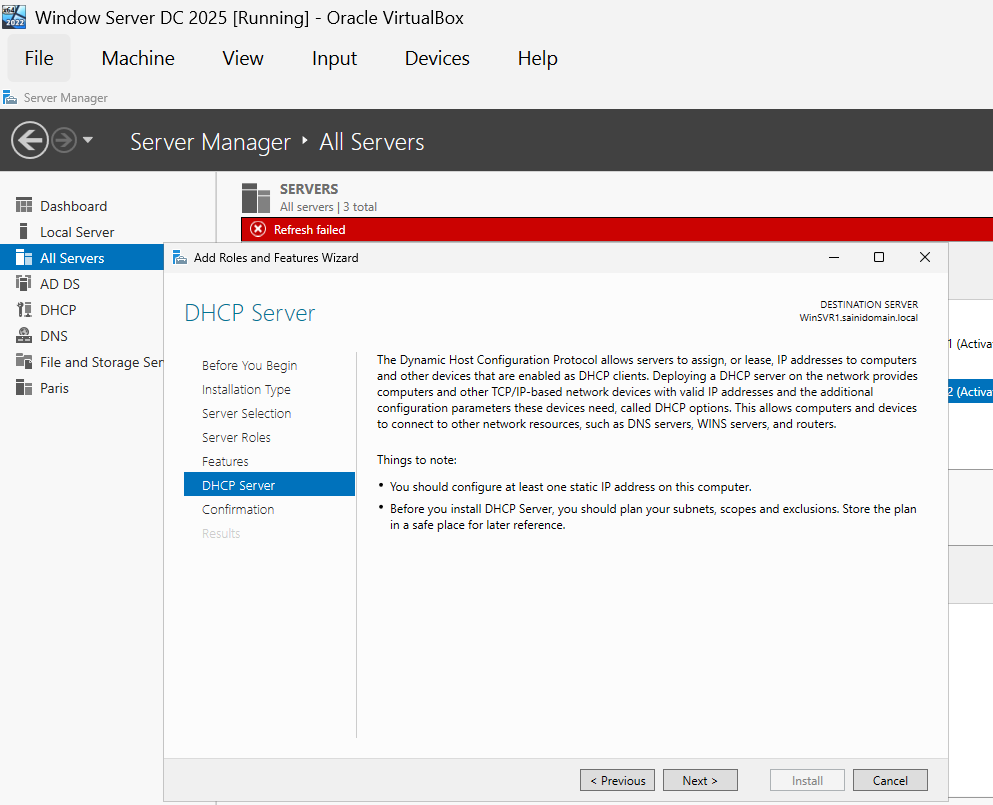 x64
2022
Window Server DC 2025 [Running] - Oracle VirtualBox
File Machine View Input Devices Help
Server Manager
Server Manager All Servers
Dashboard
Local Server
All Servers
AD DS
DHCP
DNS
File and Storage Ser
Paris
SERVERS
All servers | 3 total
Refresh failed
Add Roles and Features Wizard
DHCP Server
DESTINATION SERVER
WinSVR1.sainidomain.local
Before You Begin
Installation Type
Server Selection
Server Roles
Features
DHCP Server
Confirmation
Results
The Dynamic Host Configuration Protocol allows servers to assign, or lease, IP addresses to computers
and other devices that are enabled as DHCP clients. Deploying a DHCP server on the network provides
computers and other TCP/IP-based network devices with valid IP addresses and the additional
configuration parameters these devices need, called DHCP options. This allows computers and devices
to connect to other network resources, such as DNS servers, WINS servers, and routers.
Things to note:
• You should configure at least one static IP address on this computer.
• Before you install DHCP Server, you should plan your subnets, scopes and exclusions. Store the plan
in a safe place for later reference.
1 (Activa
2 (Activa
< Previous Next > Install Cancel